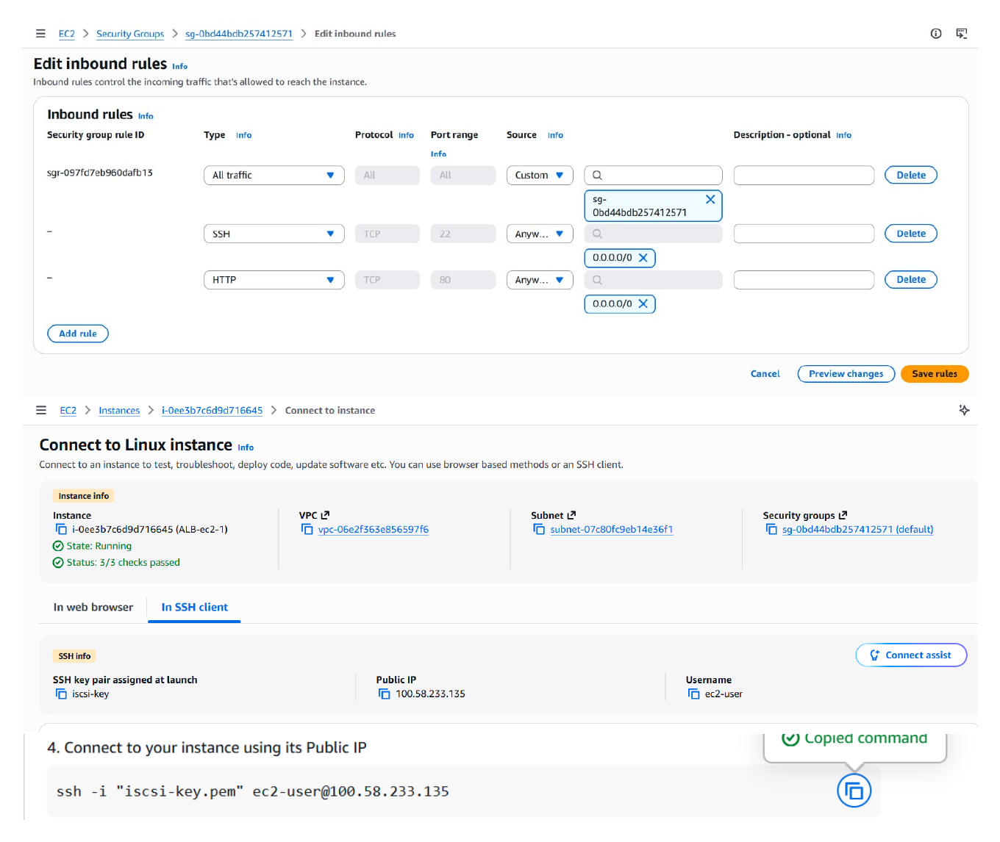 EC2 > Security Groups > sg-0bd44bdb257412571 > Edit inbound rules
Edit inbound rules Info
Inbound rules control the incoming traffic that's allowed to reach the instance.
Inbound rules Info
Security group rule ID Type Info Protocol Info Port range Info Source Info Description - optional Info
sgr-097fd7eb960dafb13 All traffic All All Custom Delete
sg-
0bd44bdb257412571
– SSH TCP 22 Anyw... Delete
0.0.0.0/0
– HTTP TCP 80 Anyw... Delete
0.0.0.0/0
Add rule
Cancel Preview changes Save rules
EC2 > Instances > i-0ee3b7c6d9d716645 > Connect to instance
Connect to Linux instance Info
Connect to an instance to test, troubleshoot, deploy code, update software etc. You can use browser based methods or an SSH client.
Instance info
Instance VPC Subnet Security groups
i-0ee3b7c6d9d716645 (ALB-ec2-1) vpc-06e2f363e856597f6 subnet-07c80fc9eb14e36f1 sg-0bd44bdb257412571 (default)
State: Running
Status: 3/3 checks passed
In web browser In SSH client
SSH info Connect assist
SSH key pair assigned at launch Public IP Username
iscsi-key 100.58.233.135 ec2-user
Copied command
4. Connect to your instance using its Public IP
ssh -i "iscsi-key.pem" ec2-user@100.58.233.135